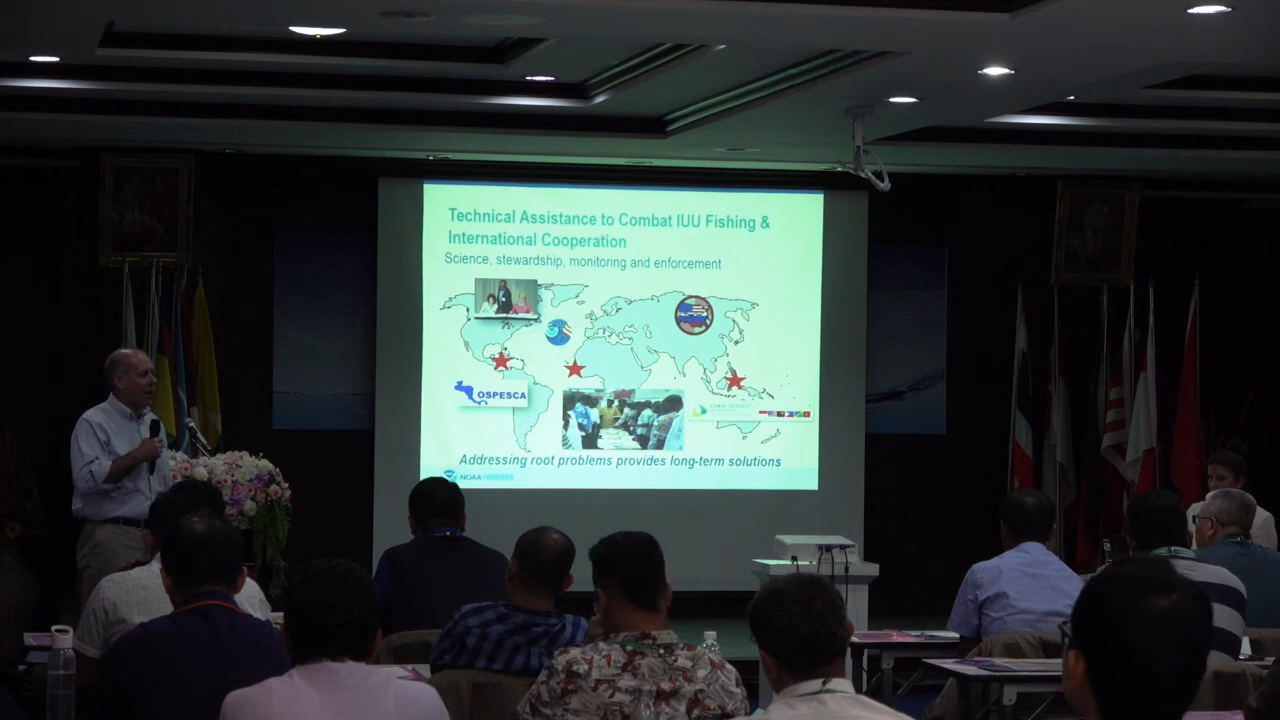 Technical Assistance to Combat IUU Fishing &
International Cooperation
Science, stewardship, monitoring and enforcement
OSPESCA
Addressing root problems provides long-term solutions
NOAA FISHERIES